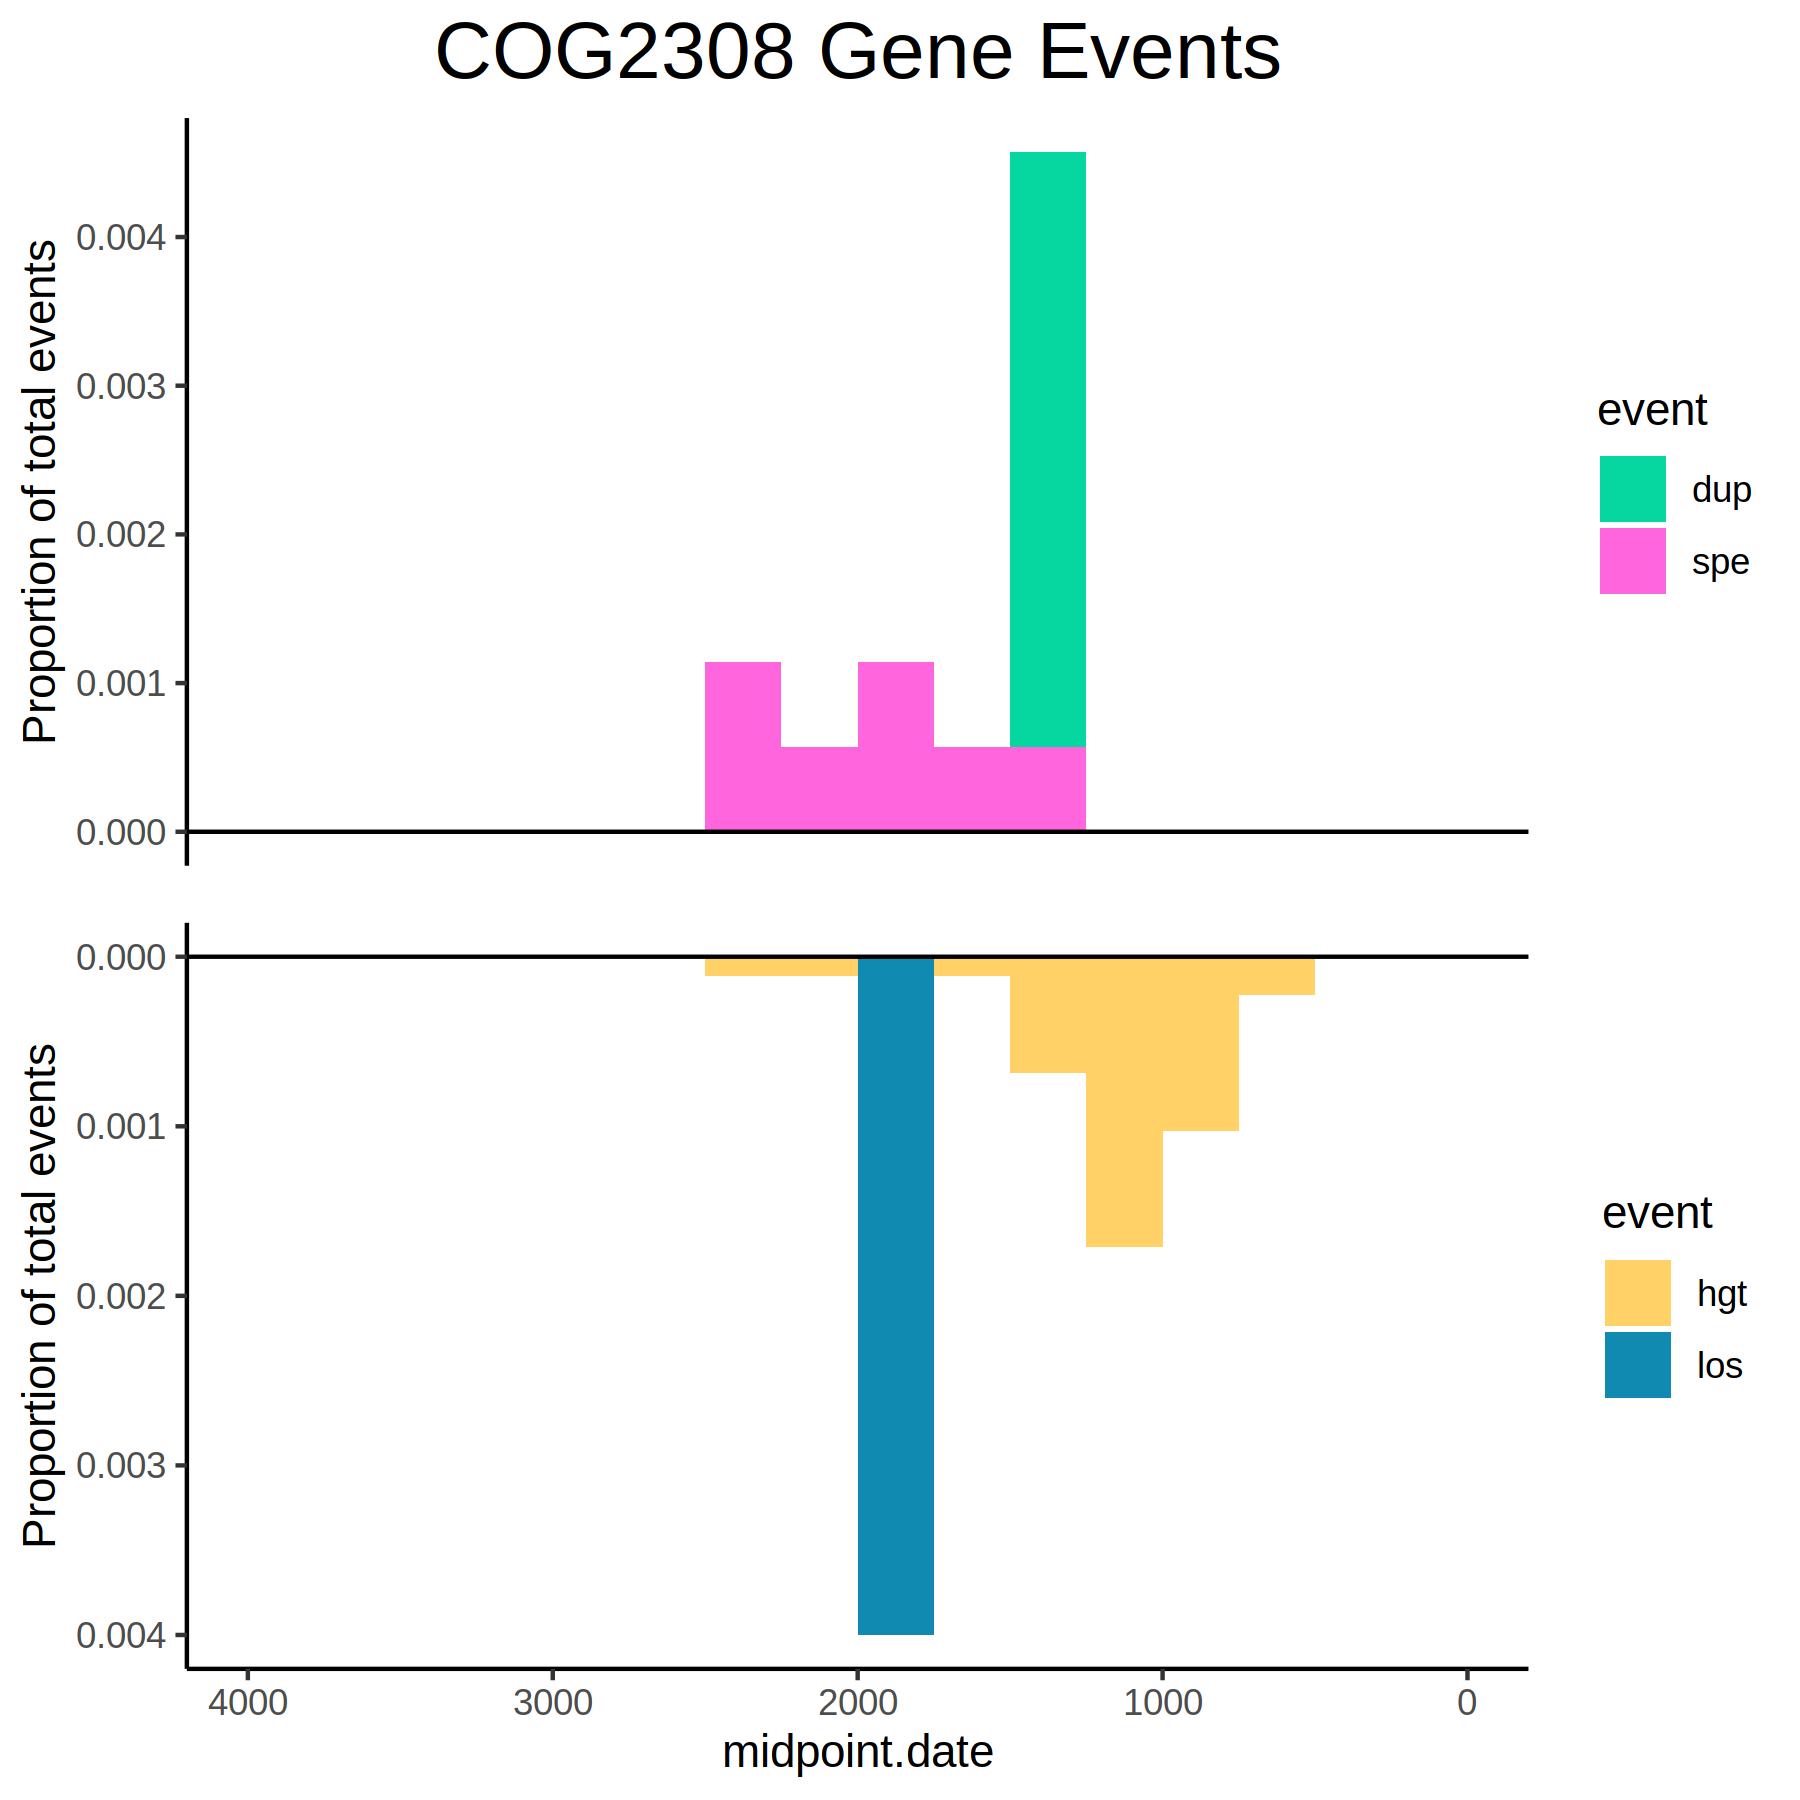 COG2308 Gene Events
Proportion of total events
0.004
0.003
0.002
0.001
0.000
event
dup
spe
Proportion of total events
0.000
0.001
0.002
0.003
0.004
event
hgt
los
4000 3000 2000 1000 0
midpoint.date